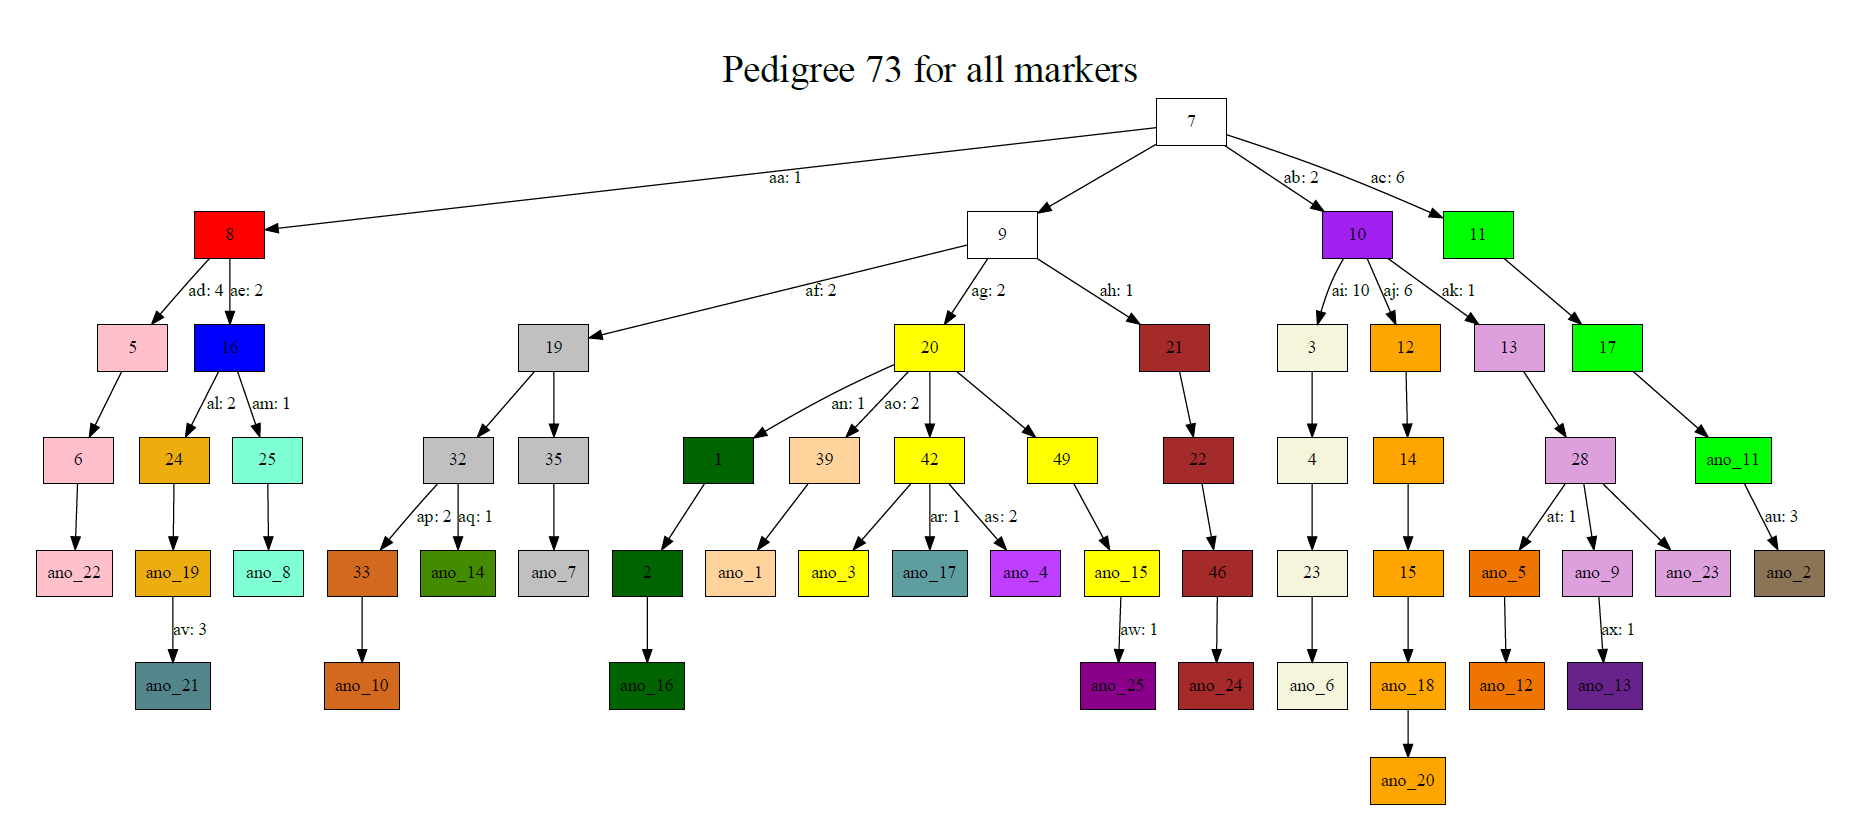 Pedigree 73 for all markers
7
aa: 1
ab: 2
ac: 6
8
9
10
11
ad: 4
ae: 2
af: 2
ag: 2
ah: 1
ai: 10
aj: 6
ak: 1
5
16
19
20
21
3
12
13
17
al: 2
am: 1
an: 1
ao: 2
6
24
25
32
35
1
39
42
49
22
4
14
28
ano_11
ap: 2
aq: 1
ar: 1
as: 2
at: 1
au: 3
ano_22
ano_19
ano_8
33
ano_14
ano_7
2
ano_1
ano_3
ano_17
ano_4
ano_15
46
23
15
ano_5
ano_9
ano_23
ano_2
av: 3
aw: 1
ax: 1
ano_21
ano_10
ano_16
ano_25
ano_24
ano_6
ano_18
ano_12
ano_13
ano_20